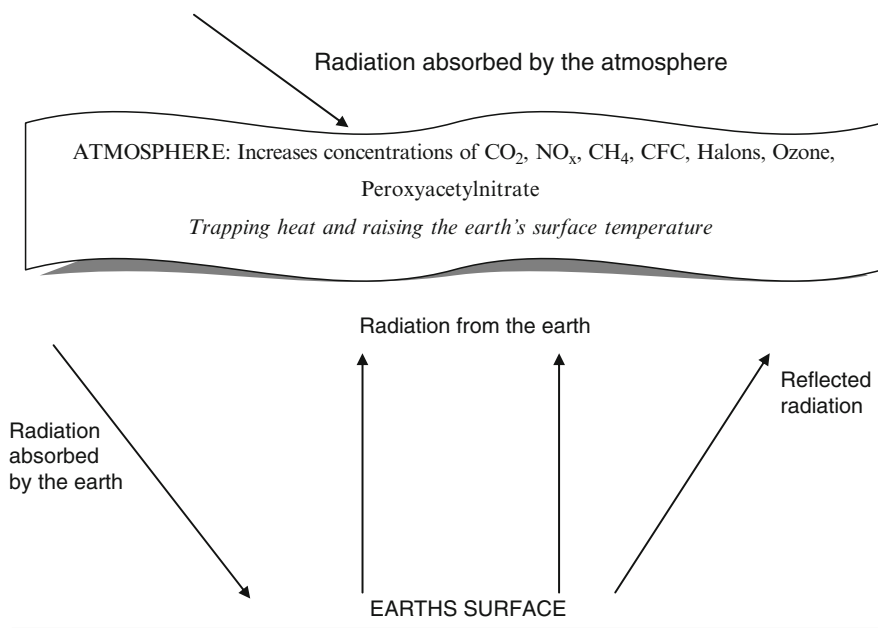 Radiation absorbed by the atmosphere
ATMOSPHERE: Increases concentrations of CO₂, NOₓ, CH₄, CFC, Halons, Ozone,
Peroxyacetylnitrate
Trapping heat and raising the earth's surface temperature
Radiation from the earth
Reflected
radiation
Radiation
absorbed
by the earth
EARTHS SURFACE